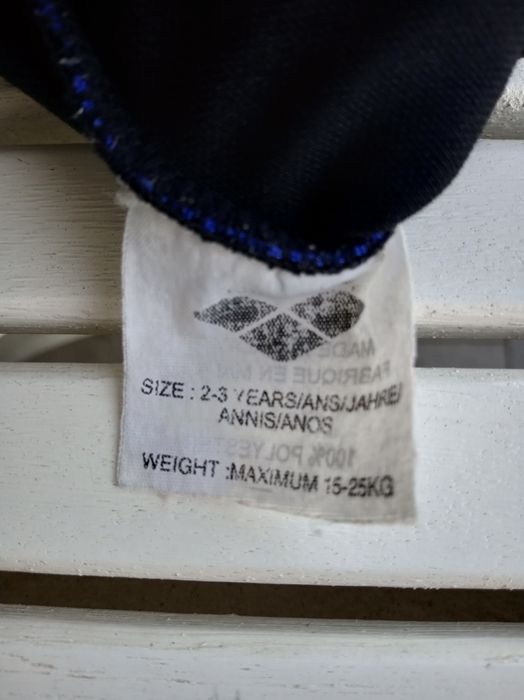 SIZE : 2-3 YEARS/ANS/JAHRE/
ANNIS/ANOS
WEIGHT :MAXIMUM 15-25KG